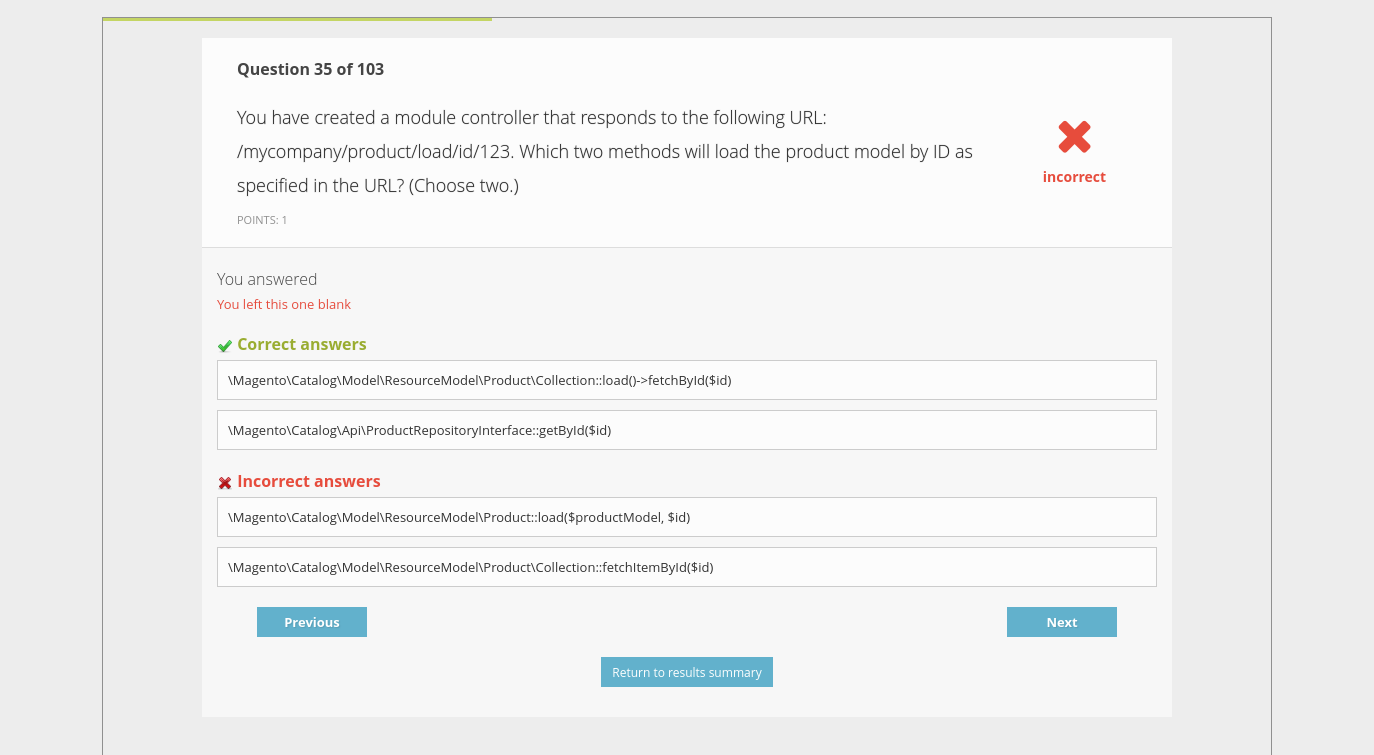 Question 35 of 103
You have created a module controller that responds to the following URL:
/mycompany/product/load/id/123. Which two methods will load the product model by ID as
specified in the URL? (Choose two.)
incorrect
POINTS: 1
You answered
You left this one blank
Correct answers
\Magento\Catalog\Model\ResourceModel\Product\Collection::load()->fetchById($id)
\Magento\Catalog\Api\ProductRepositoryInterface::getById($id)
Incorrect answers
\Magento\Catalog\Model\ResourceModel\Product::load($productModel, $id)
\Magento\Catalog\Model\ResourceModel\Product\Collection::fetchItemById($id)
Previous
Next
Return to results summary